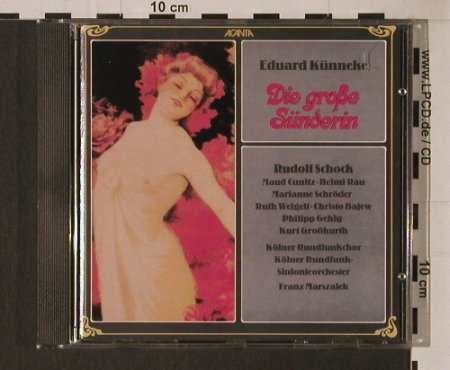 10 cm
ACANTA
Eduard Künneke
Die große
Sünderin
Rudolf Schock
Maud Cunitz · Helmi Rau
Marianne Schröder
Ruth Weigelt · Christo Bajew
Philipp Gehly
Kurt Großkurth
Kölner Rundfunkchor
Kölner Rundfunk-
Sinfonieorchester
Franz Marszalek
www.LPCD.de / CD
10 cm